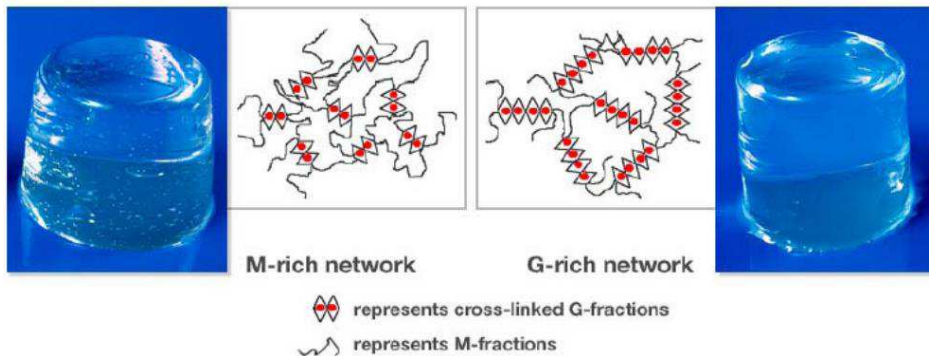 M-rich network
G-rich network
represents cross-linked G-fractions
represents M-fractions